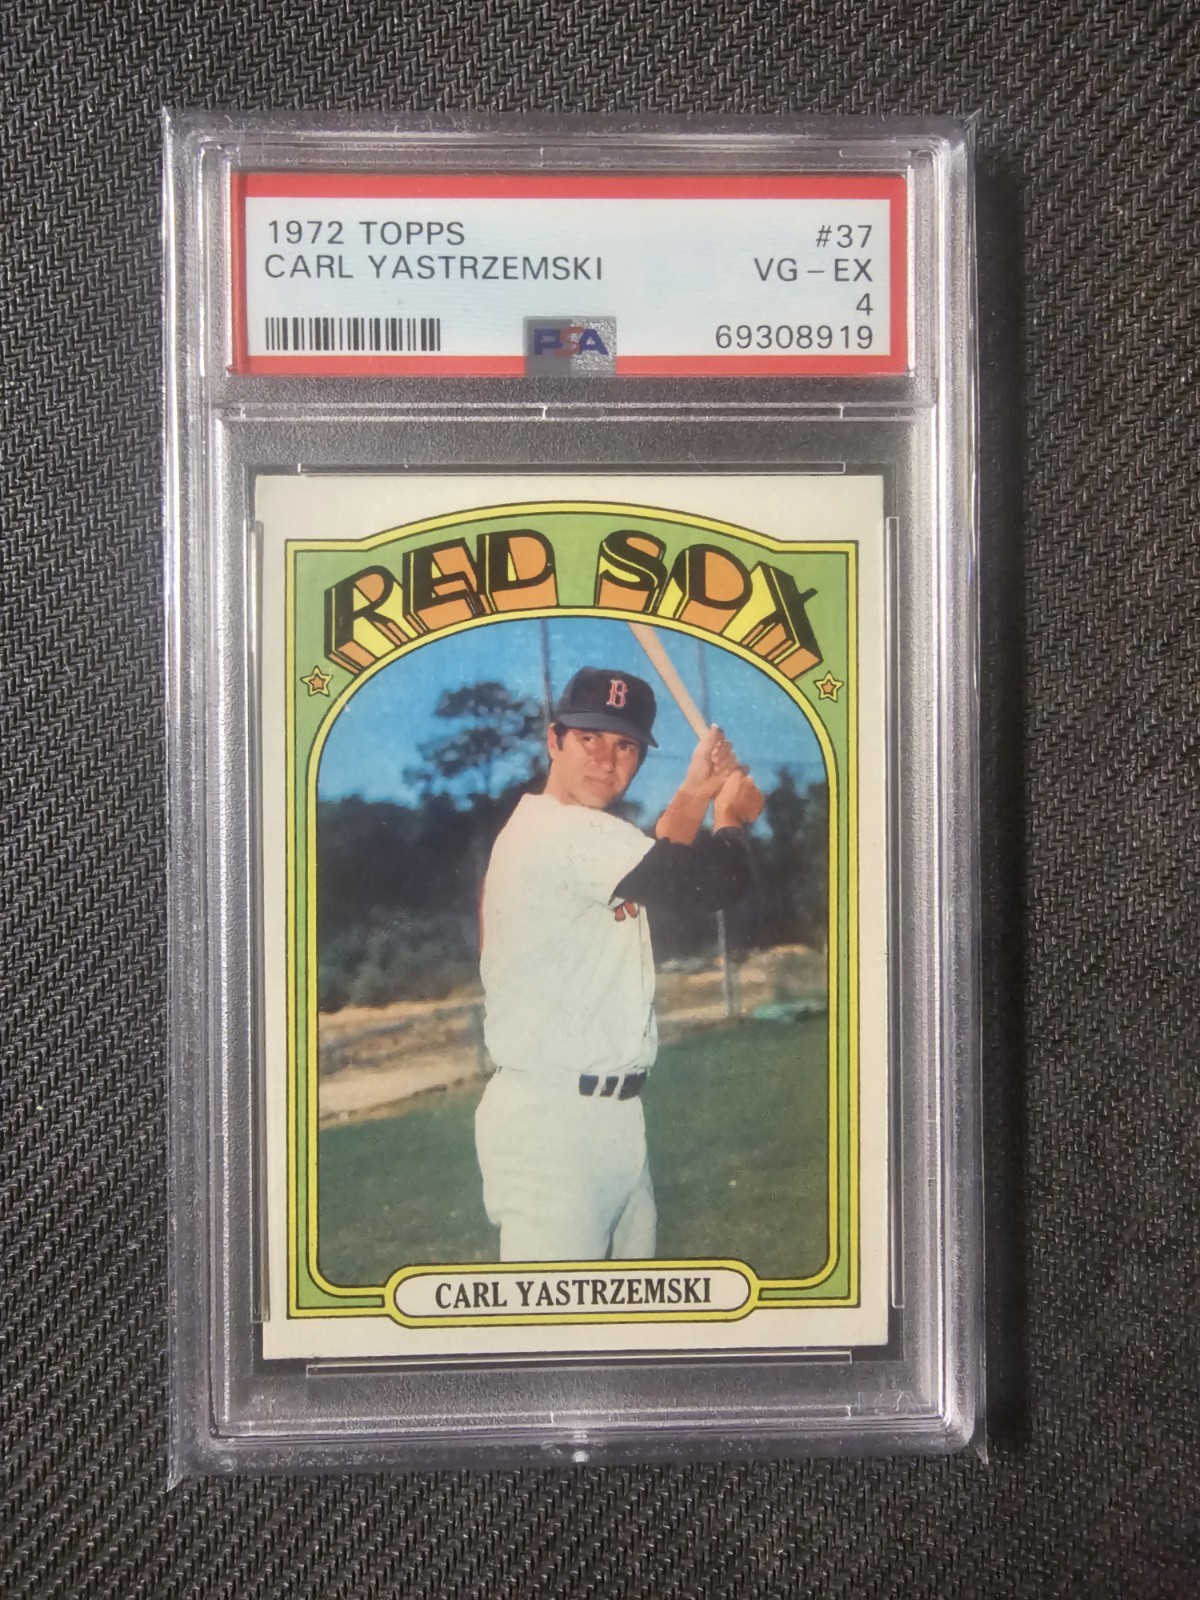 1972 TOPPS #37
CARL YASTRZEMSKI VG - EX
4
PSA 69308919
RED SOX
B
CARL YASTRZEMSKI